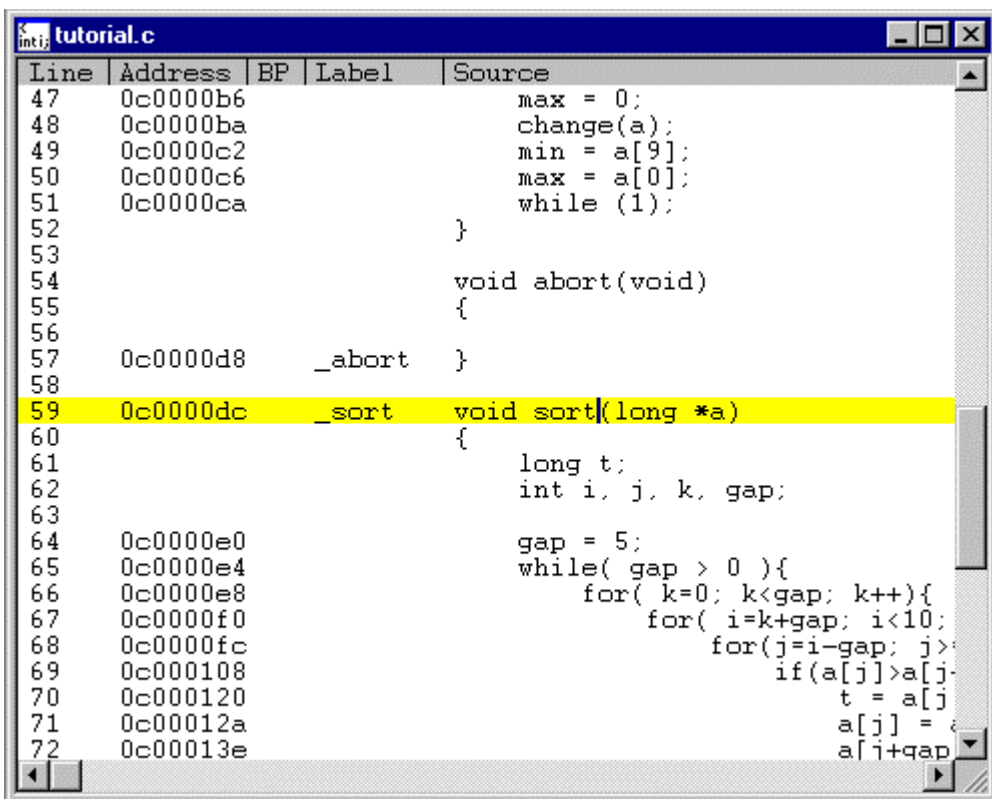 tutorial.c
Line Address BP Label Source
47 0c0000b6 max = 0;
48 0c0000ba change(a);
49 0c0000c2 min = a[9];
50 0c0000c6 max = a[0];
51 0c0000ca while (1);
52 }
53
54 void abort(void)
55 {
56
57 0c0000d8 _abort }
58
59 0c0000dc _sort void sort(long *a)
60 {
61 long t;
62 int i, j, k, gap;
63
64 0c0000e0 gap = 5;
65 0c0000e4 while( gap > 0 ){
66 0c0000e8 for( k=0; k<gap; k++){
67 0c0000f0 for( i=k+gap; i<10;
68 0c0000fc for(j=i-gap; j>
69 0c000108 if(a[j]>a[j
70 0c000120 t = a[j
71 0c00012a a[j] =
72 0c00013e a[j+gap